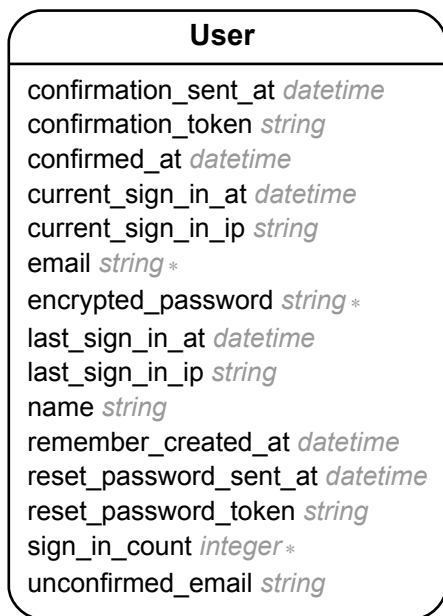 User
confirmation_sent_at datetime
confirmation_token string
confirmed_at datetime
current_sign_in_at datetime
current_sign_in_ip string
email string *
encrypted_password string *
last_sign_in_at datetime
last_sign_in_ip string
name string
remember_created_at datetime
reset_password_sent_at datetime
reset_password_token string
sign_in_count integer *
unconfirmed_email string